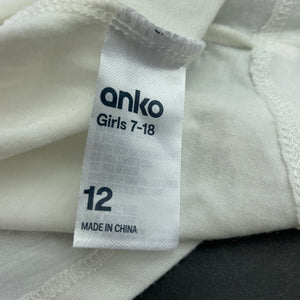 anko
Girls 7-18
12
MADE IN CHINA